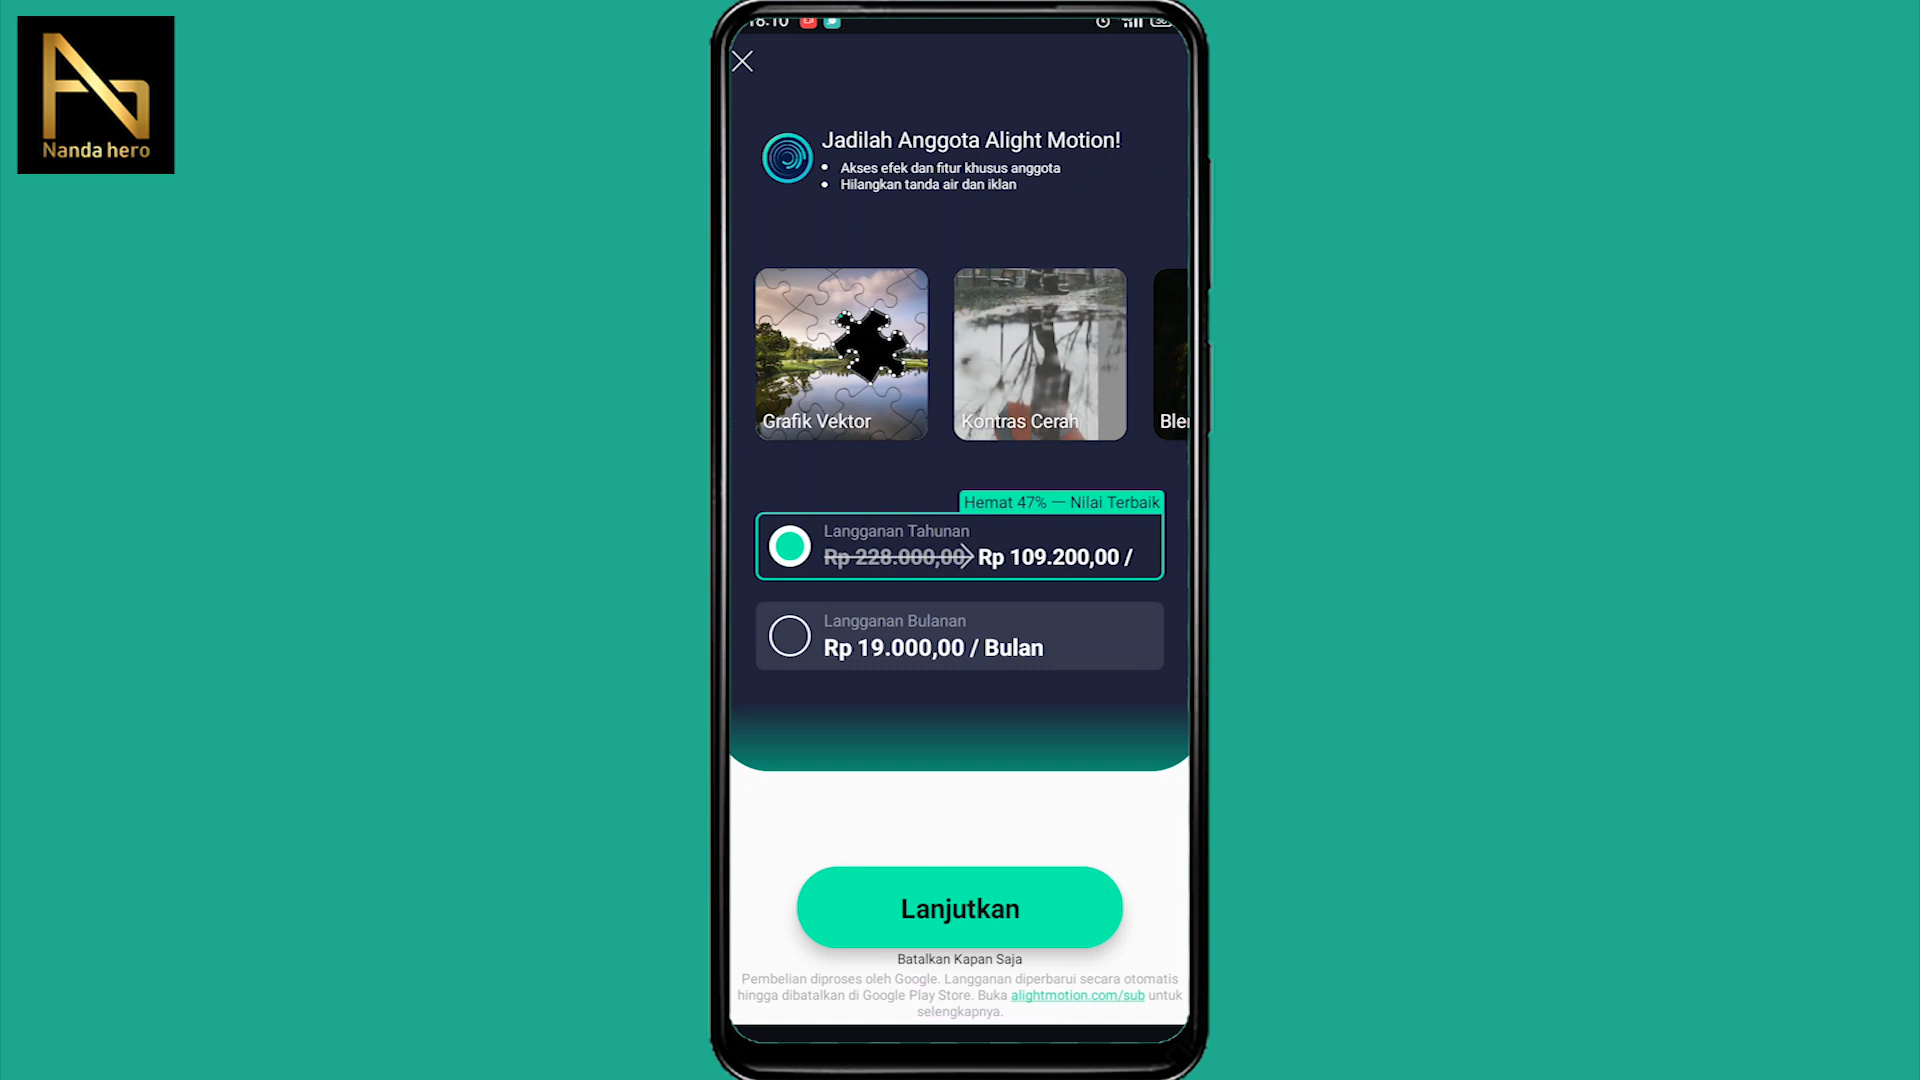 Nanda hero
18:10
Jadilah Anggota Alight Motion!
• Akses efek dan fitur khusus anggota
• Hilangkan tanda air dan iklan
Grafik Vektor
Kontras Cerah
Ble
Hemat 47% — Nilai Terbaik
Langganan Tahunan
Rp 228.000,00 Rp 109.200,00 /
Langganan Bulanan
Rp 19.000,00 / Bulan
Lanjutkan
Batalkan Kapan Saja
Pembelian diproses oleh Google. Langganan diperbarui secara otomatis
hingga dibatalkan di Google Play Store. Buka alightmotion.com/sub untuk
selengkapnya.